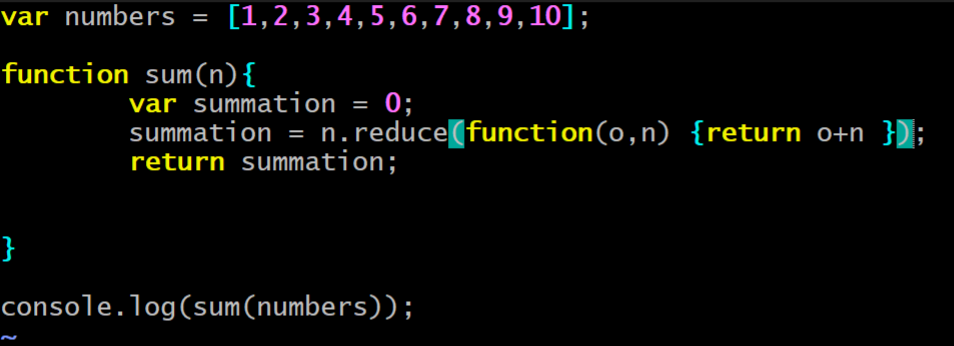 var numbers = [1,2,3,4,5,6,7,8,9,10];
function sum(n){
var summation = 0;
summation = n.reduce(function(o,n) {return o+n });
return summation;
}
console.log(sum(numbers));
~